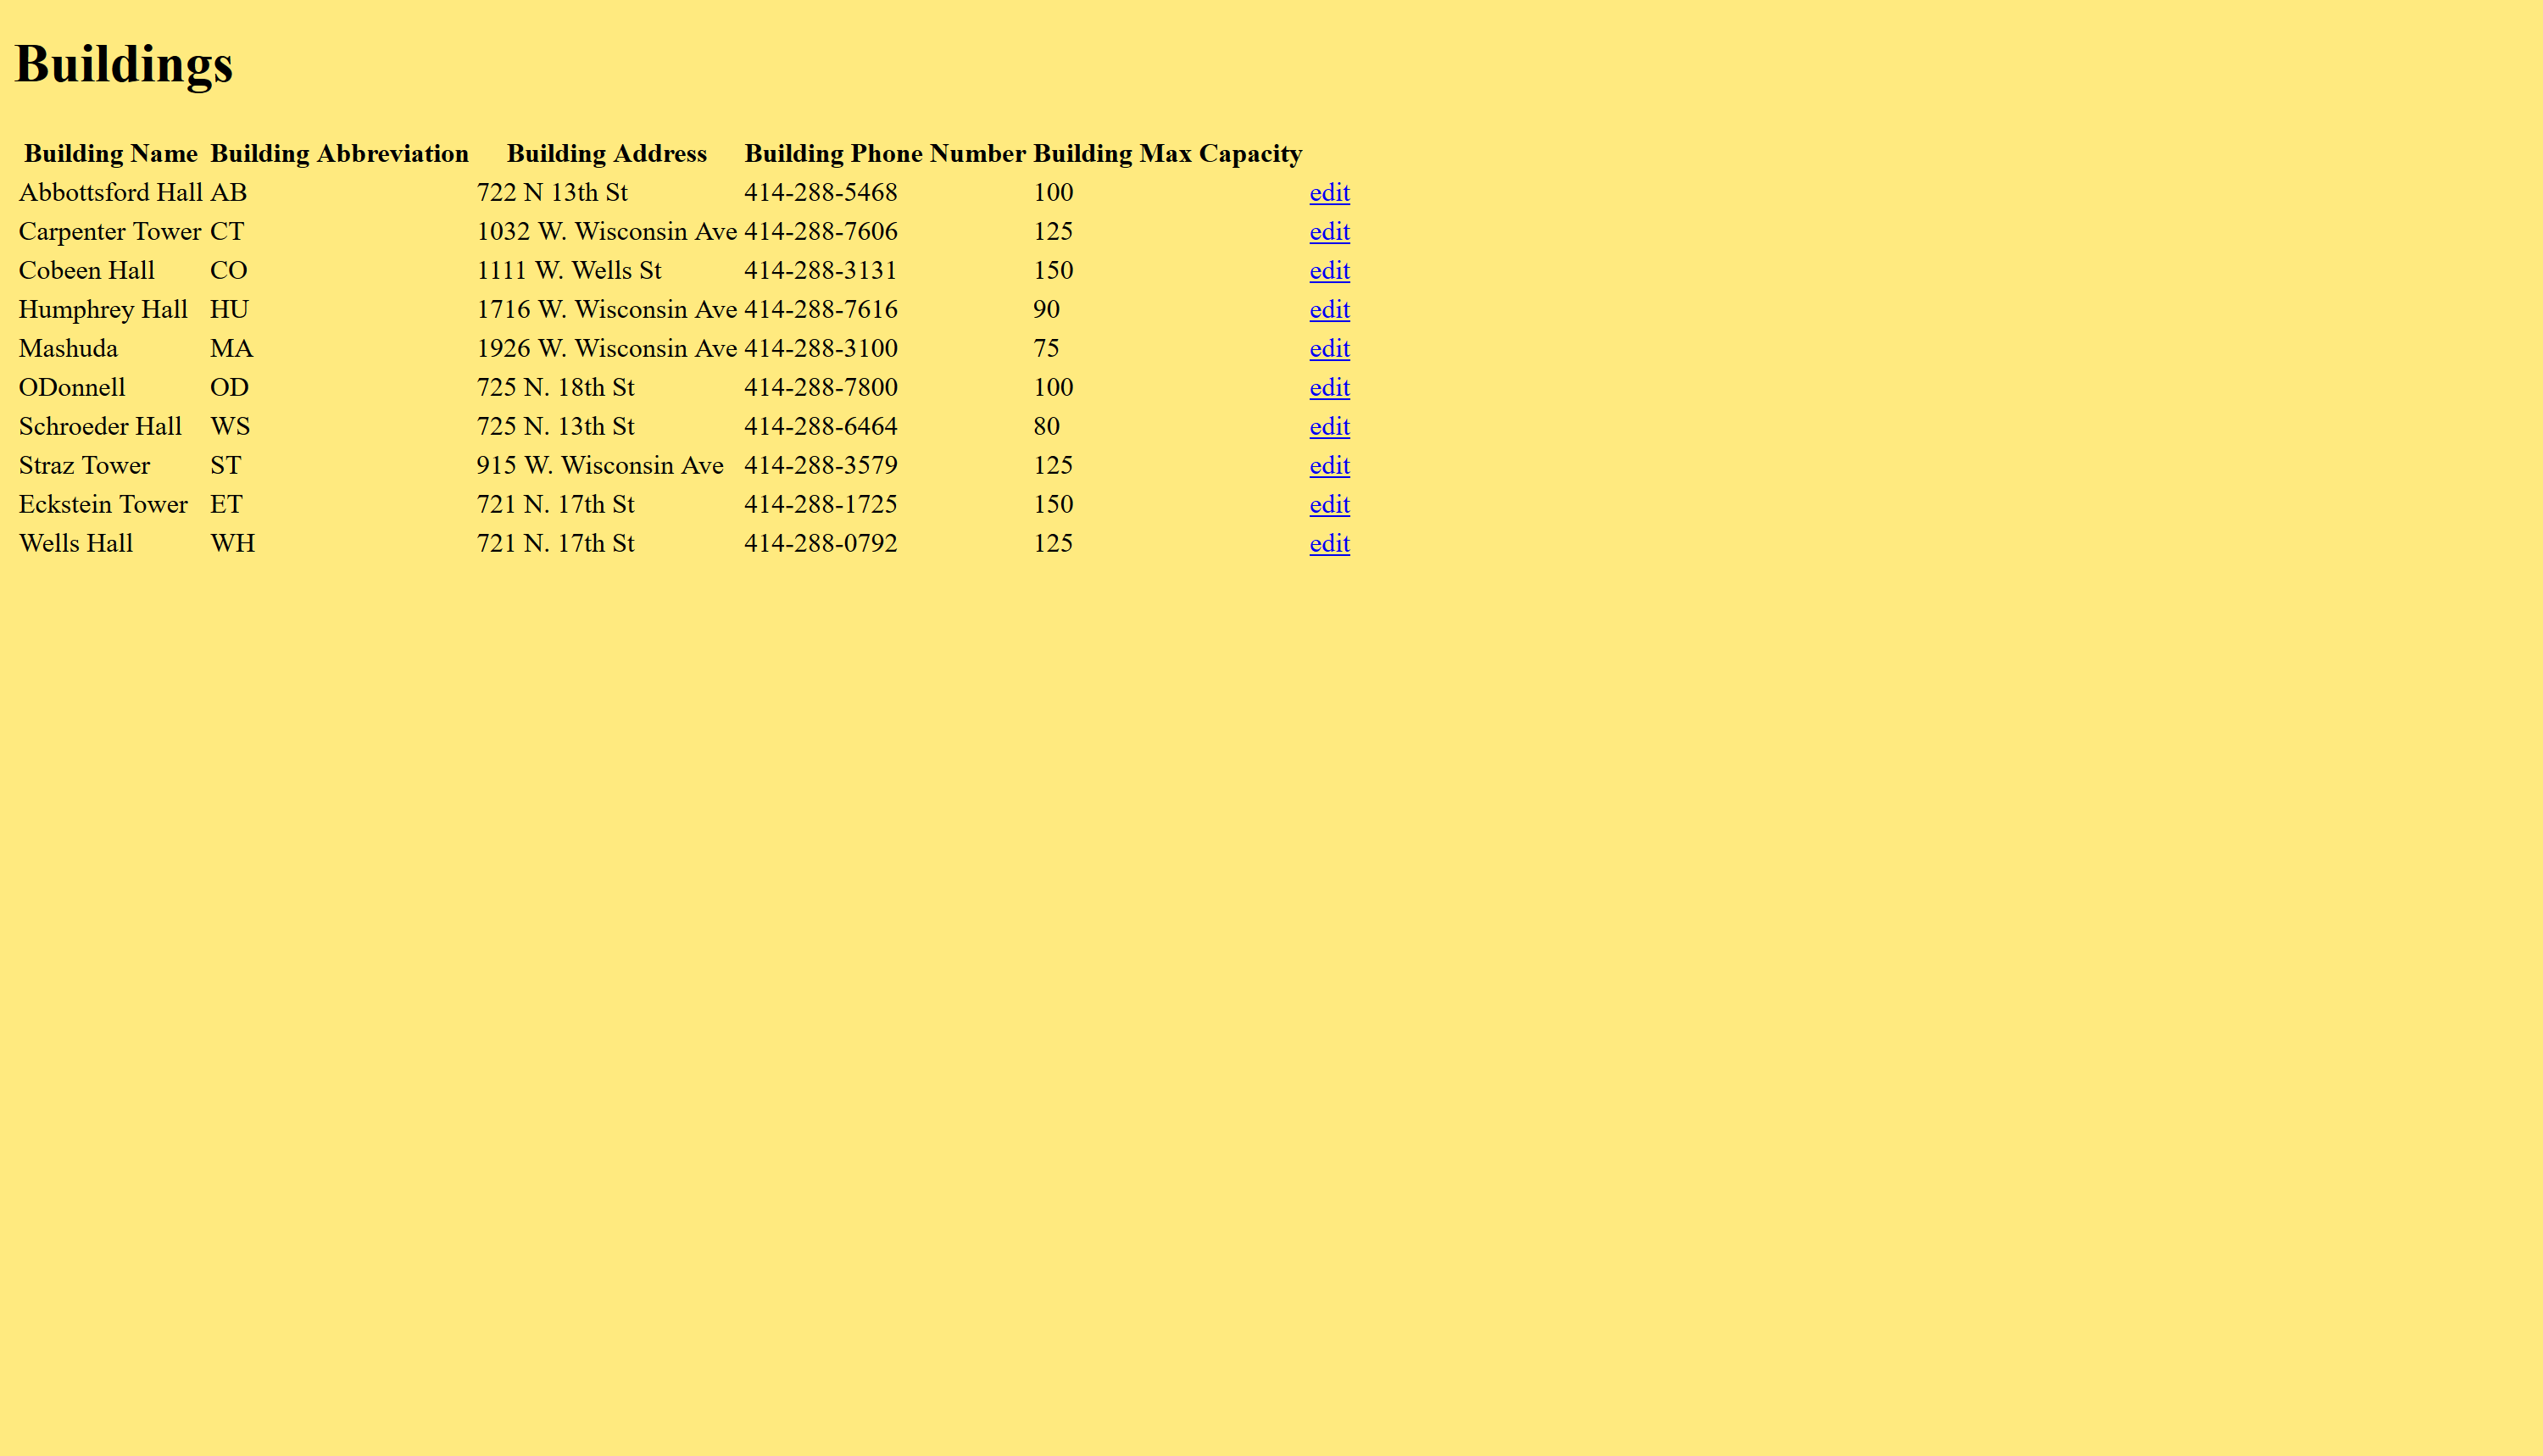 Buildings
Building Name Building Abbreviation Building Address Building Phone Number Building Max Capacity
Abbottsford Hall AB 722 N 13th St 414-288-5468 100 edit
Carpenter Tower CT 1032 W. Wisconsin Ave 414-288-7606 125 edit
Cobeen Hall CO 1111 W. Wells St 414-288-3131 150 edit
Humphrey Hall HU 1716 W. Wisconsin Ave 414-288-7616 90 edit
Mashuda MA 1926 W. Wisconsin Ave 414-288-3100 75 edit
ODonnell OD 725 N. 18th St 414-288-7800 100 edit
Schroeder Hall WS 725 N. 13th St 414-288-6464 80 edit
Straz Tower ST 915 W. Wisconsin Ave 414-288-3579 125 edit
Eckstein Tower ET 721 N. 17th St 414-288-1725 150 edit
Wells Hall WH 721 N. 17th St 414-288-0792 125 edit